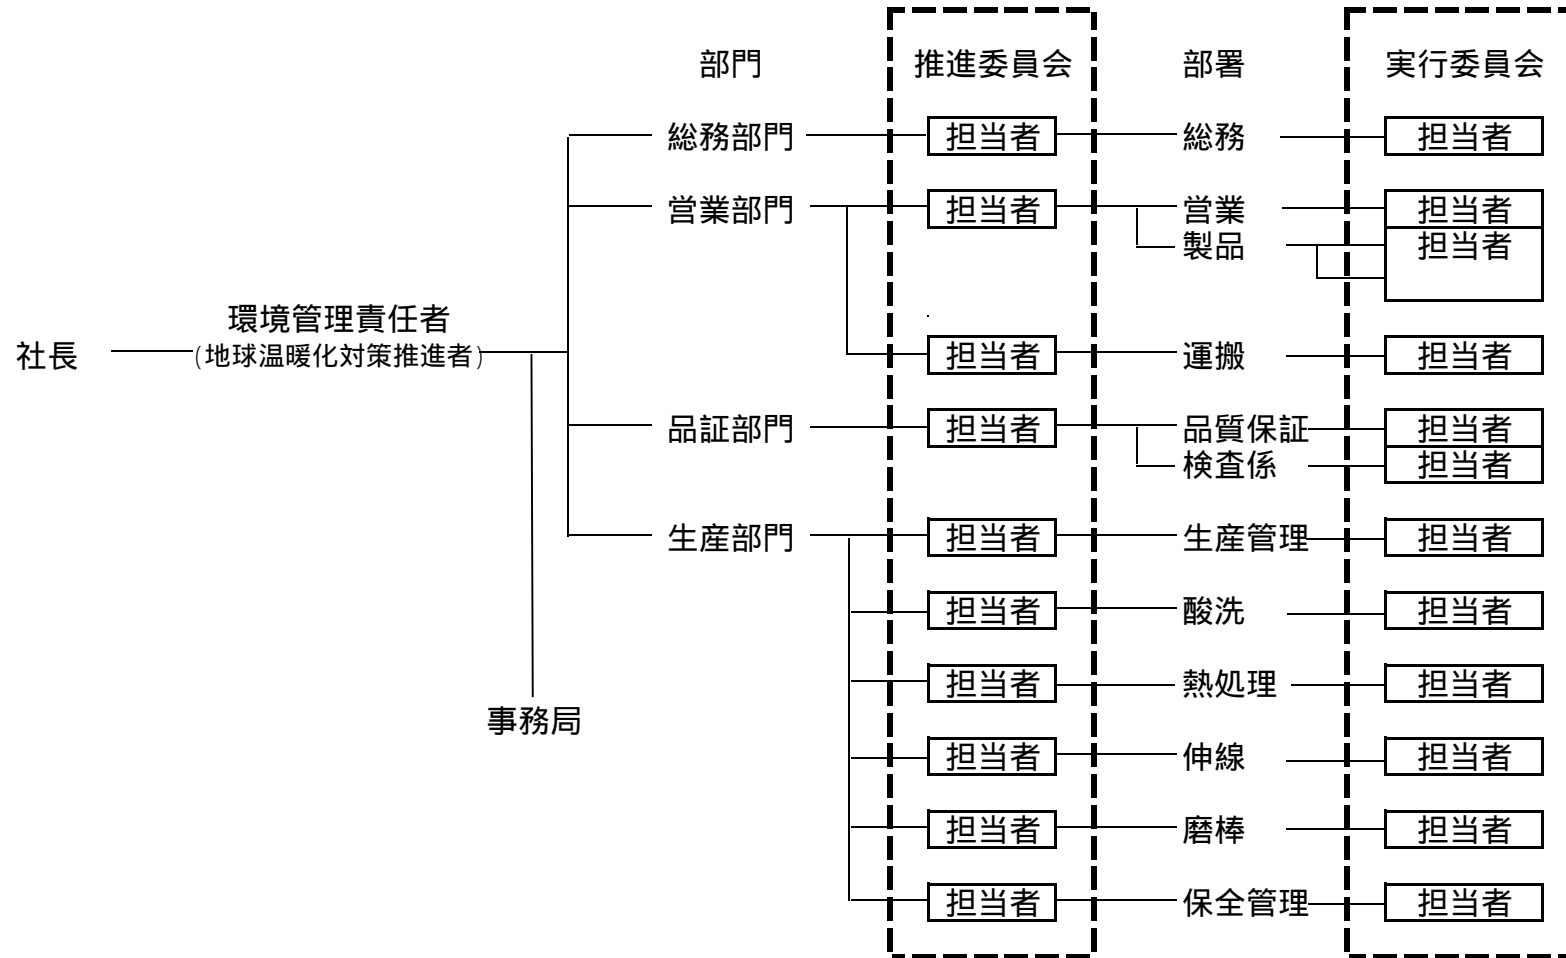 部門 推進委員会 部署 実行委員会
総務部門 担当者 総務 担当者
営業部門 担当者 営業 担当者
製品 担当者
環境管理責任者
社長 (地球温暖化対策推進者) 担当者 運搬 担当者
品証部門 担当者 品質保証 担当者
検査係 担当者
生産部門 担当者 生産管理 担当者
担当者 酸洗 担当者
担当者 熱処理 担当者
事務局
担当者 伸線 担当者
担当者 磨棒 担当者
担当者 保全管理 担当者